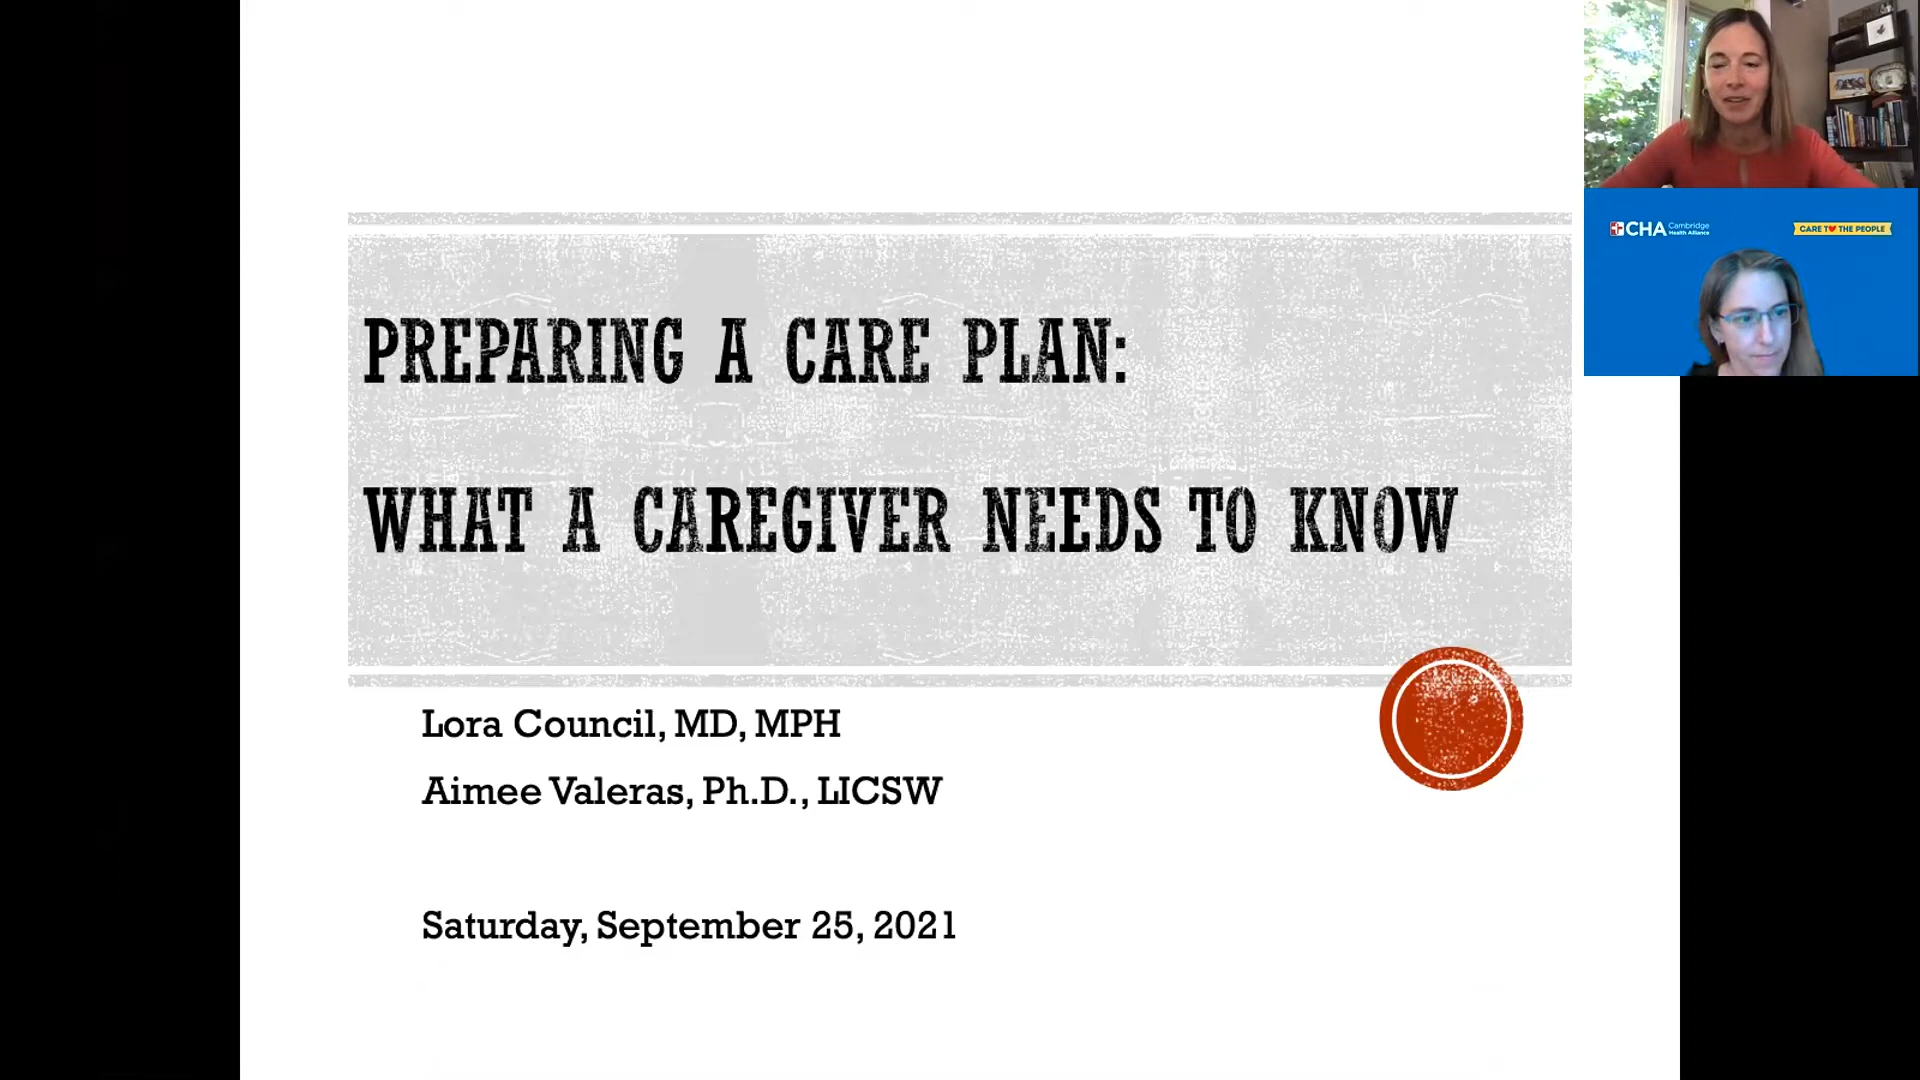 PREPARING A CARE PLAN:
WHAT A CAREGIVER NEEDS TO KNOW
Lora Council, MD, MPH
Aimee Valeras, Ph.D., LICSW
Saturday, September 25, 2021
CHA Cambridge
Health Alliance
CARE T❤ THE PEOPLE